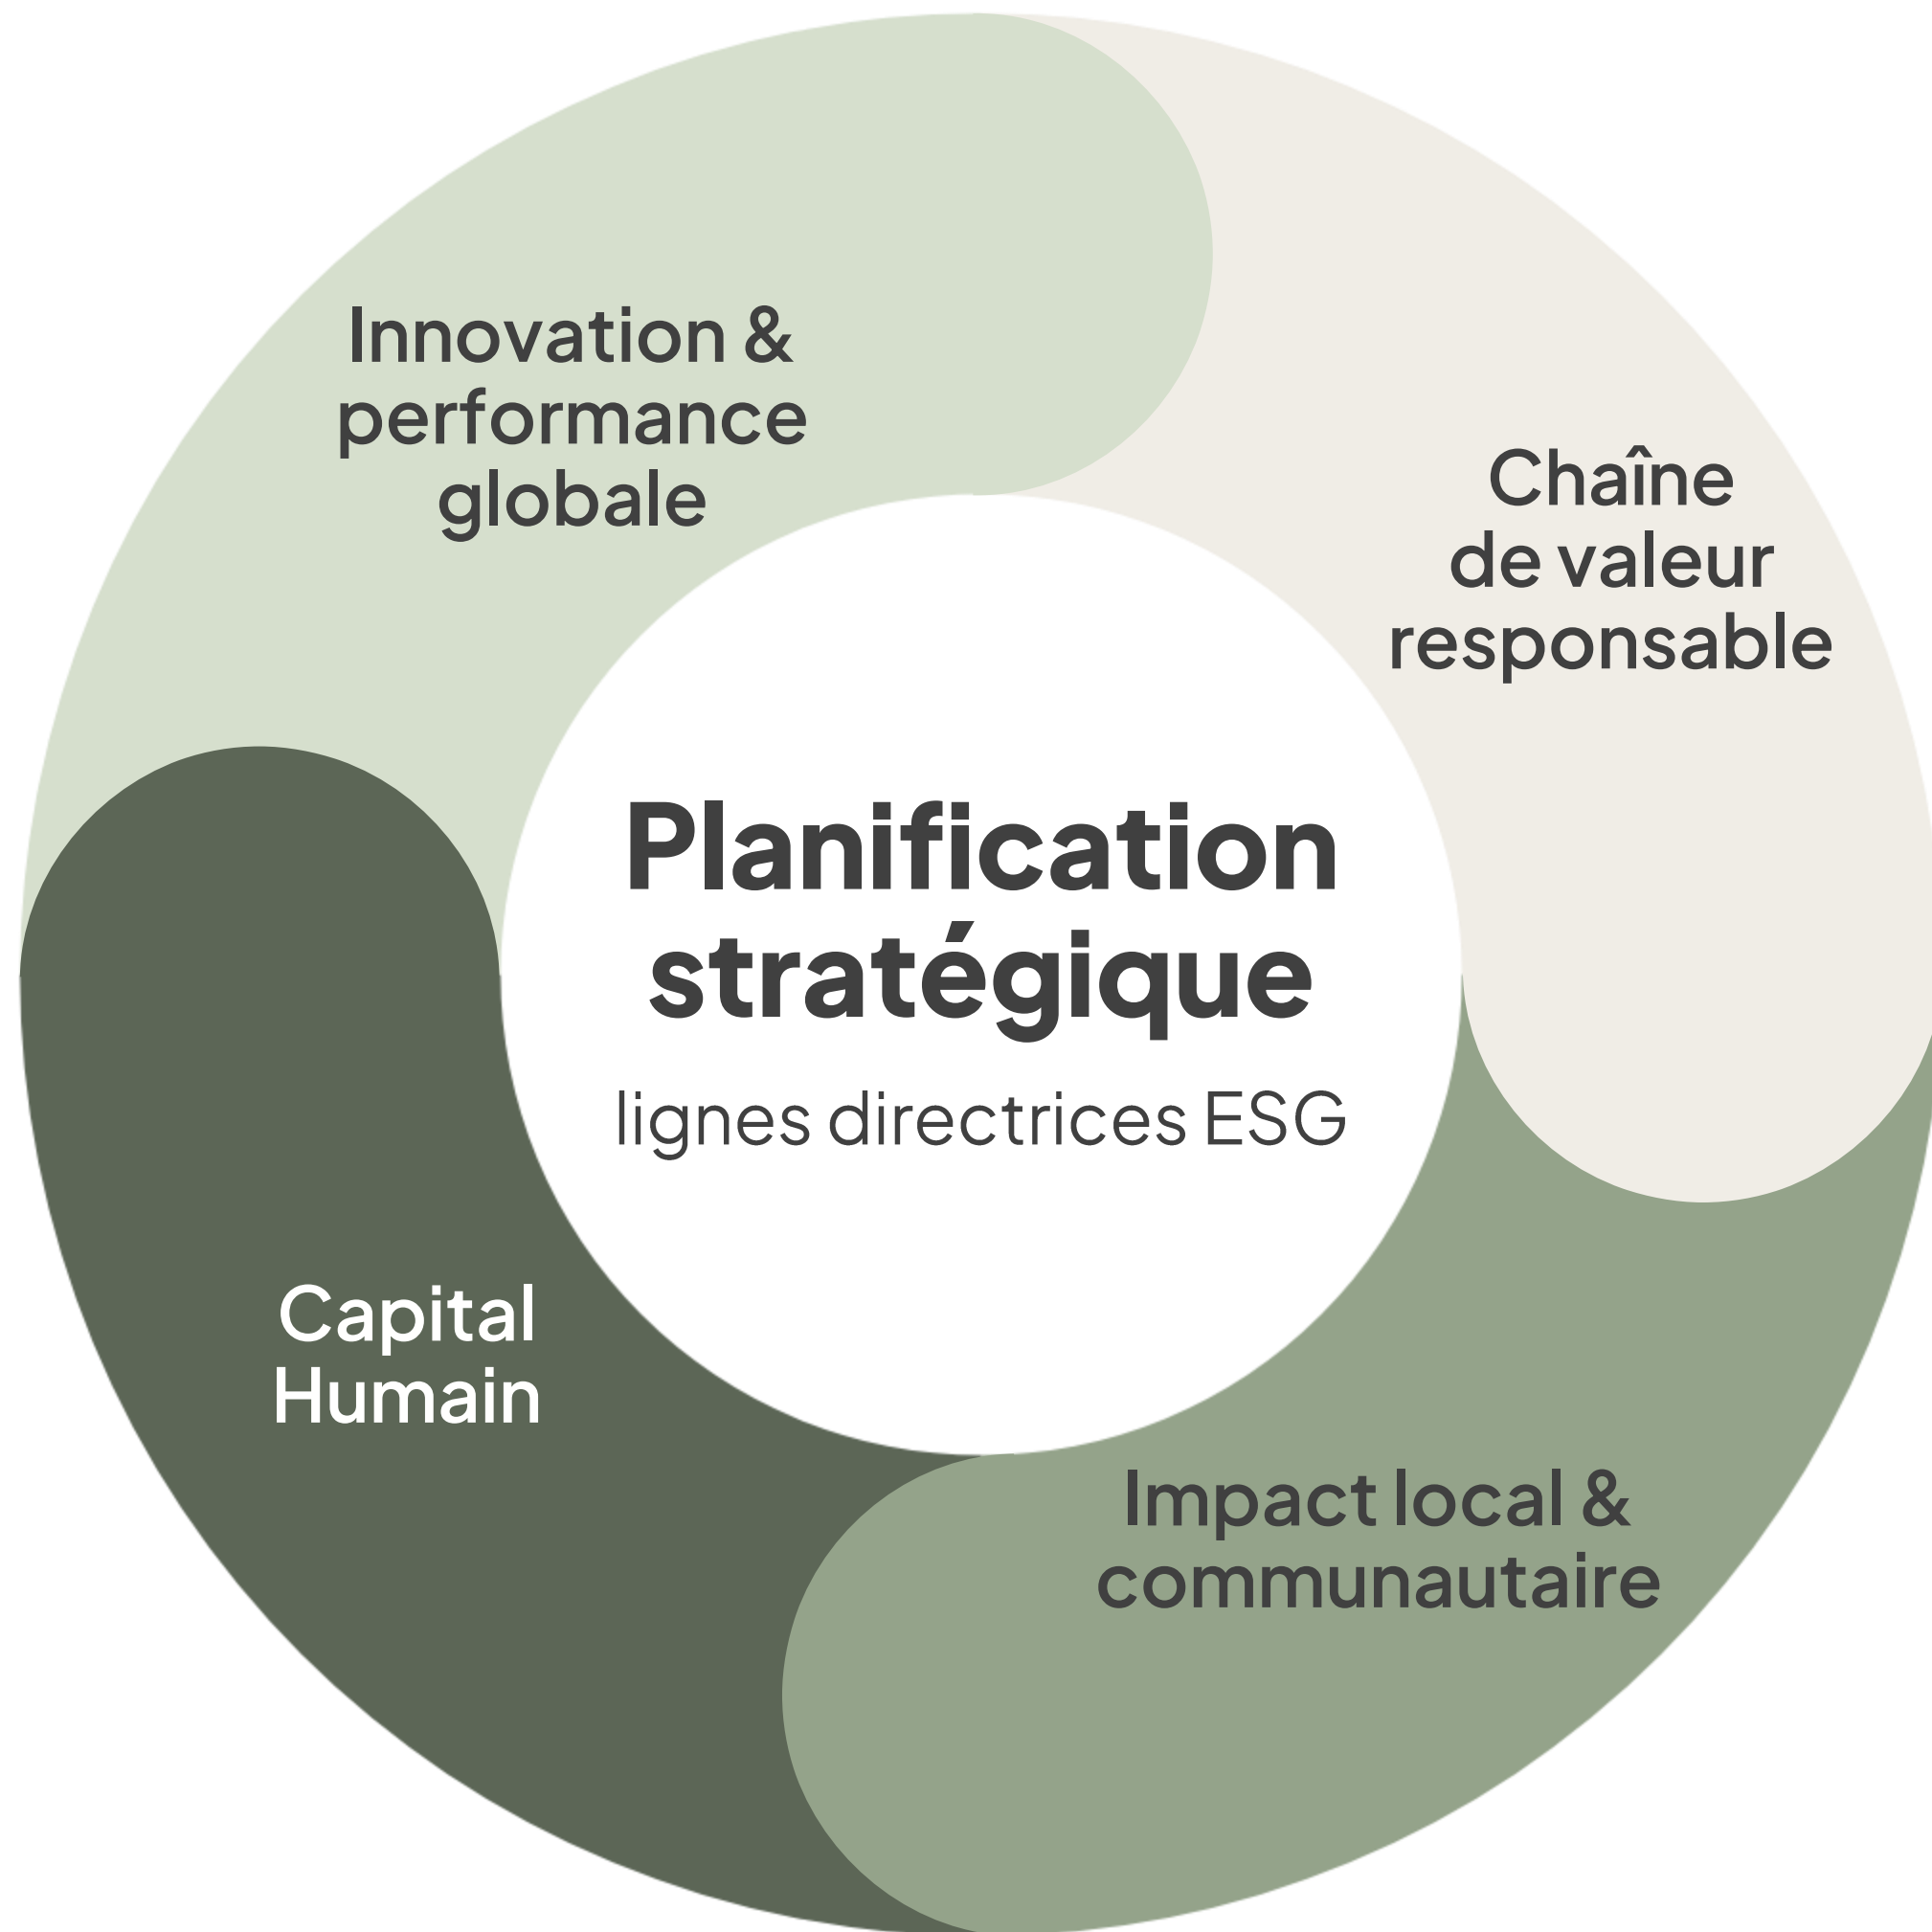 Innovation &
performance
globale
Chaîne
de valeur
responsable
Planification
stratégique
lignes directrices ESG
Capital
Humain
Impact local &
communautaire